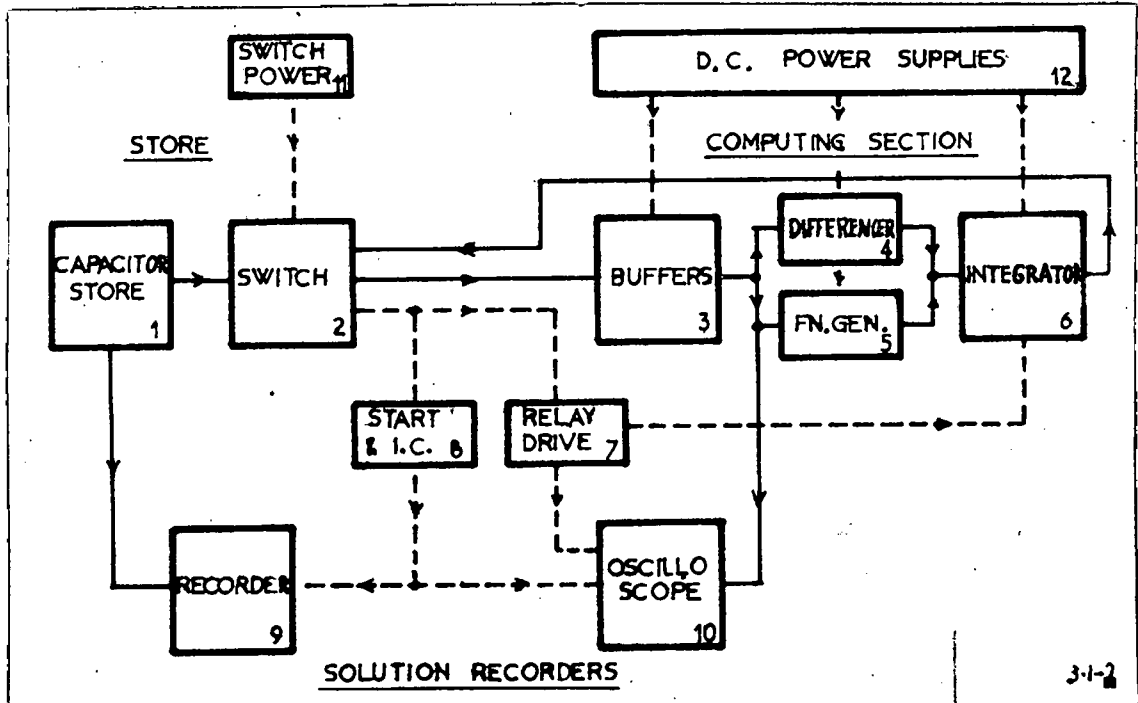 SWITCH
POWER
11
D.C. POWER SUPPLIES
12
STORE
COMPUTING SECTION
CAPACITOR
STORE
1
SWITCH
2
BUFFERS
3
DIFFERENCER
4
FN.GEN.
5
INTEGRATOR
6
START
& I.C. 8
RELAY
DRIVE
7
RECORDER
9
OSCILLO
SCOPE
10
SOLUTION RECORDERS
3·1-2